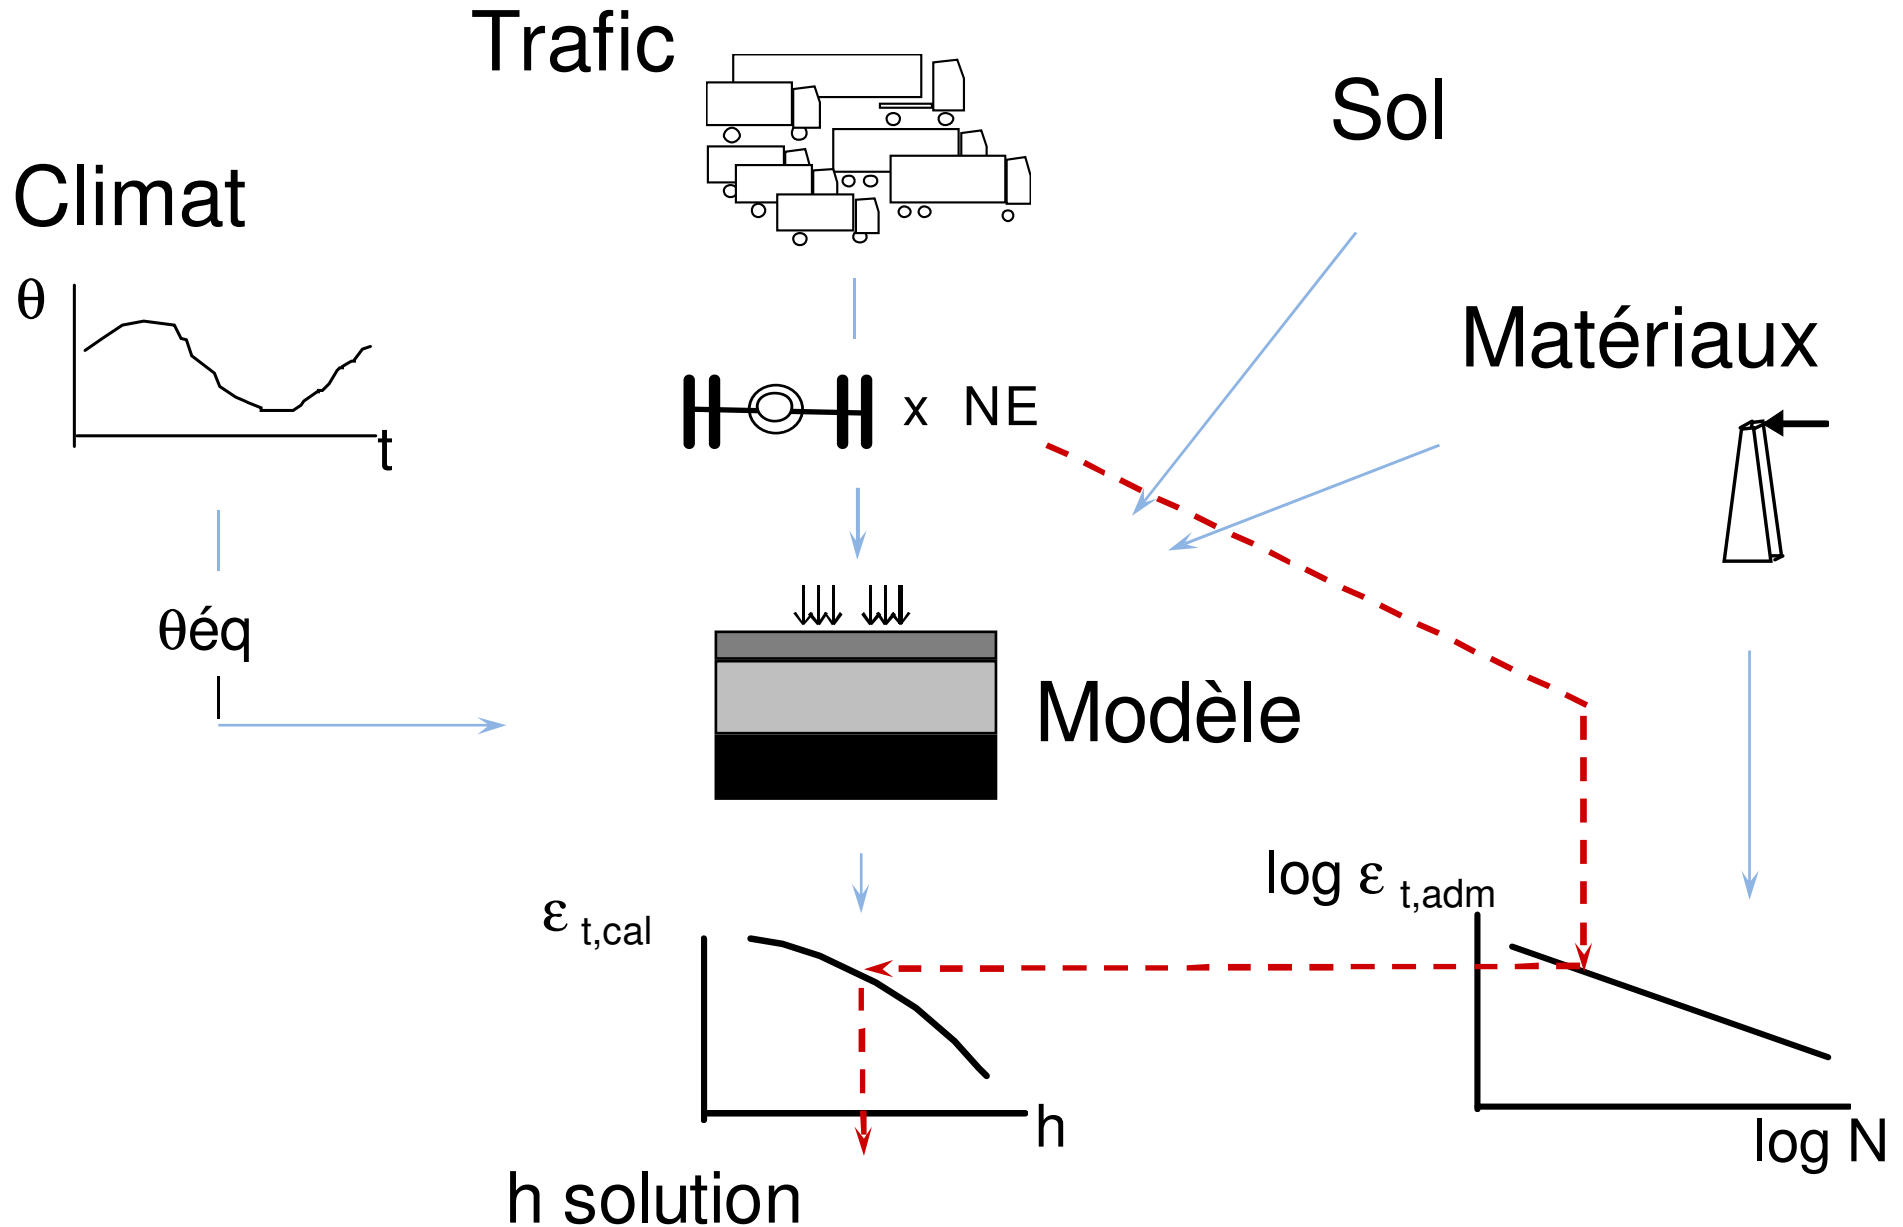 Trafic
Sol
Climat
θ
t
Matériaux
x NE
θéq
Modèle
log ε t,adm
ε t,cal
h
log N
h solution